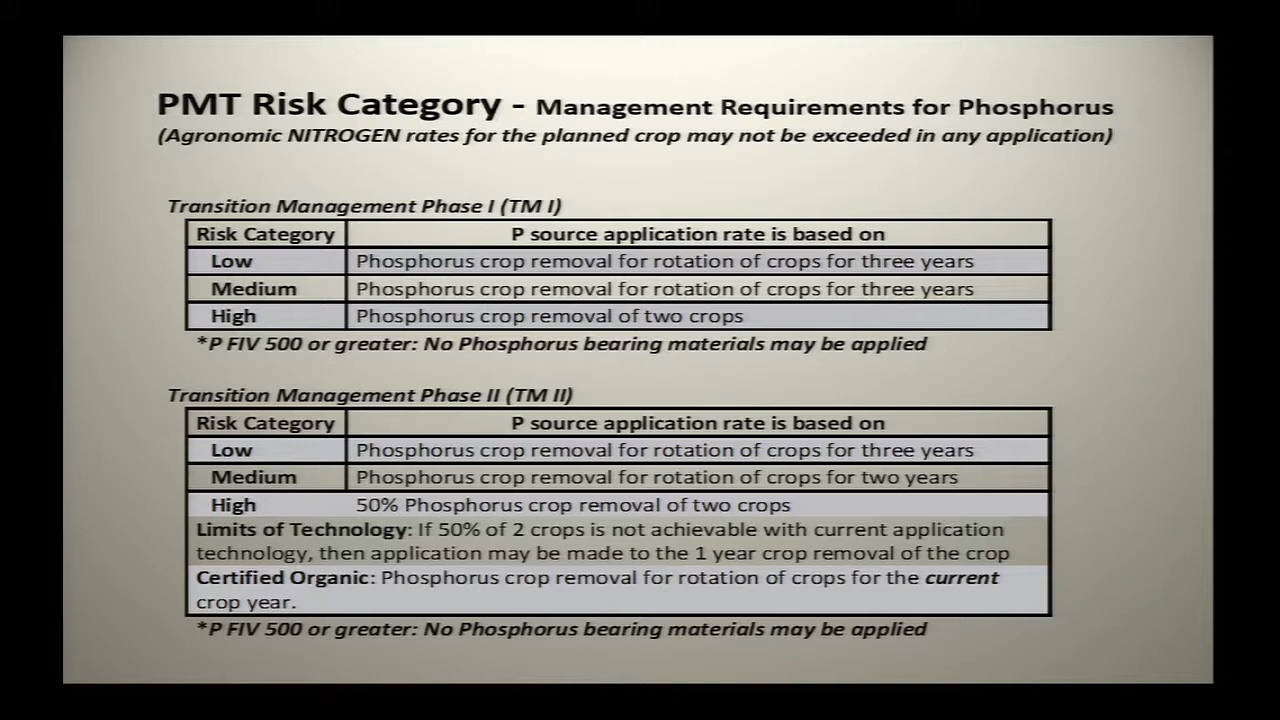 PMT Risk Category - Management Requirements for Phosphorus
(Agronomic NITROGEN rates for the planned crop may not be exceeded in any application)
Transition Management Phase I (TM I)
Risk Category P source application rate is based on
Low Phosphorus crop removal for rotation of crops for three years
Medium Phosphorus crop removal for rotation of crops for three years
High Phosphorus crop removal of two crops
*P FIV 500 or greater: No Phosphorus bearing materials may be applied
Transition Management Phase II (TM II)
Risk Category P source application rate is based on
Low Phosphorus crop removal for rotation of crops for three years
Medium Phosphorus crop removal for rotation of crops for two years
High 50% Phosphorus crop removal of two crops
Limits of Technology: If 50% of 2 crops is not achievable with current application
technology, then application may be made to the 1 year crop removal of the crop
Certified Organic: Phosphorus crop removal for rotation of crops for the current
crop year.
*P FIV 500 or greater: No Phosphorus bearing materials may be applied